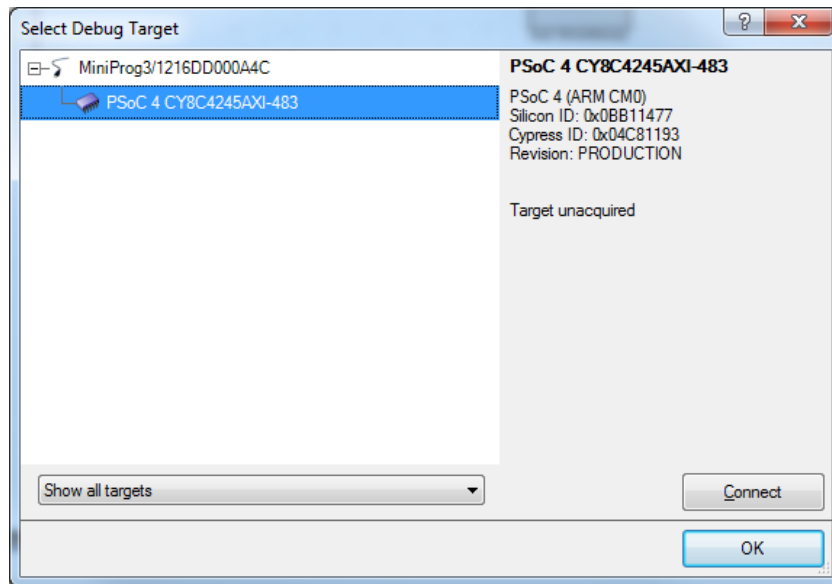 Select Debug Target
MiniProg3/1216DD000A4C
PSoC 4 CY8C4245AXI-483
PSoC 4 CY8C4245AXI-483
PSoC 4 (ARM CM0)
Silicon ID: 0x0BB11477
Cypress ID: 0x04C81193
Revision: PRODUCTION
Target unacquired
Show all targets
Connect
OK